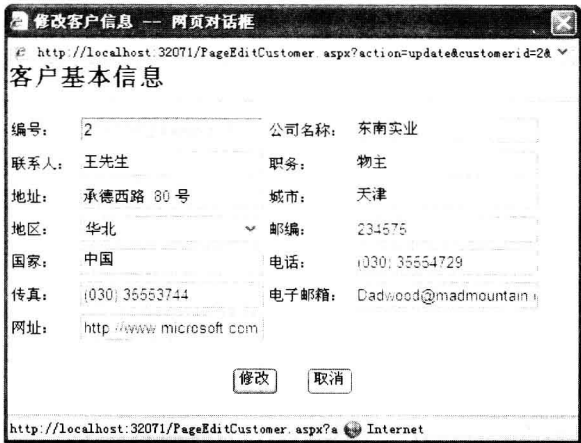 修改客户信息 -- 网页对话框
http://localhost:32071/PageEditCustomer.aspx?action=update&customerid=2&
客户基本信息
编号： 2 公司名称： 东南实业
联系人： 王先生 职务： 物主
地址： 承德西路 80 号 城市： 天津
地区： 华北 邮编： 234575
国家： 中国 电话： (030) 35554729
传真： (030) 35553744 电子邮箱： Dadwood@madmountain
网址： http://www.microsoft.com
修改 取消
http://localhost:32071/PageEditCustomer.aspx?a Internet